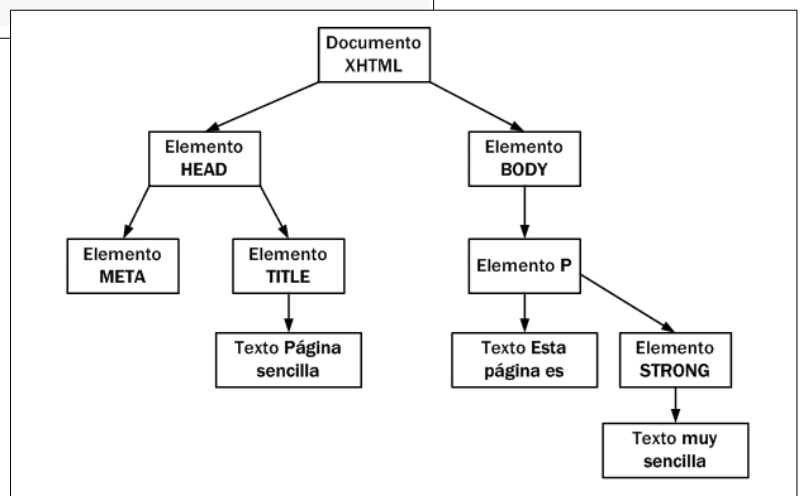 Documento
XHTML
Elemento
HEAD
Elemento
BODY
Elemento
META
Elemento
TITLE
Elemento P
Texto Página
sencilla
Texto Esta
página es
Elemento
STRONG
Texto muy
sencilla